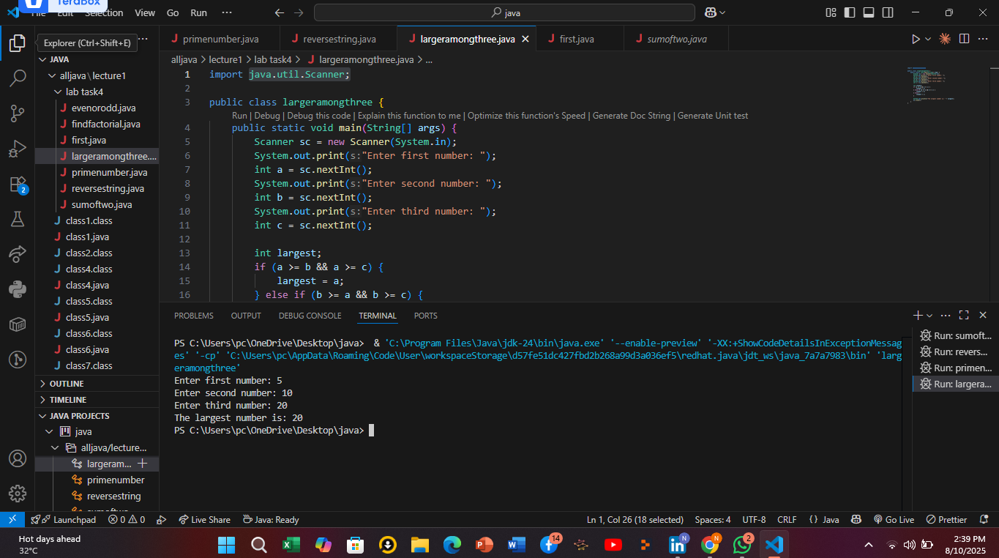 TeraBox
File Edit Selection View Go Run ···
java
Explorer (Ctrl+Shift+E)
JAVA
alljava \ lecture1
lab task4
evenorodd.java
findfactorial.java
first.java
largeramongthree....
primenumber.java
reversestring.java
sumoftwo.java
class1.class
class1.java
class2.class
class4.class
class4.java
class5.class
class5.java
class6.class
class6.java
class7.class
OUTLINE
TIMELINE
JAVA PROJECTS
java
alljava/lecture...
largeram...
primenumber
reversestring
sumoftwo
2
primenumber.java reversestring.java largeramongthree.java first.java sumoftwo.java
alljava > lecture1 > lab task4 > largeramongthree.java > ...
1 import java.util.Scanner;
2
3 public class largeramongthree {
Run | Debug | Debug this code | Explain this function to me | Optimize this function's Speed | Generate Doc String | Generate Unit test
4 public static void main(String[] args) {
5 Scanner sc = new Scanner(System.in);
6 System.out.print(s:"Enter first number: ");
7 int a = sc.nextInt();
8 System.out.print(s:"Enter second number: ");
9 int b = sc.nextInt();
10 System.out.print(s:"Enter third number: ");
11 int c = sc.nextInt();
12
13 int largest;
14 if (a >= b && a >= c) {
15 largest = a;
16 } else if (b >= a && b >= c) {
PROBLEMS OUTPUT DEBUG CONSOLE TERMINAL PORTS
PS C:\Users\pc\OneDrive\Desktop\java> & 'C:\Program Files\Java\jdk-24\bin\java.exe' '--enable-preview' '-XX:+ShowCodeDetailsInExceptionMessag
es' '-cp' 'C:\Users\pc\AppData\Roaming\Code\User\workspaceStorage\d57fe51dc427fbd2b268a99d3a036ef5\redhat.java\jdt_ws\java_7a7a7983\bin' 'larg
eramongthree'
Enter first number: 5
Enter second number: 10
Enter third number: 20
The largest number is: 20
PS C:\Users\pc\OneDrive\Desktop\java>
Run: sumoft...
Run: revers...
Run: primen...
Run: largera...
Launchpad 0 0 Live Share Java: Ready Ln 1, Col 26 (18 selected) Spaces: 4 UTF-8 CRLF {} Java Go Live Prettier
Hot days ahead
32°C
14 N N 2
2:39 PM
8/10/2025